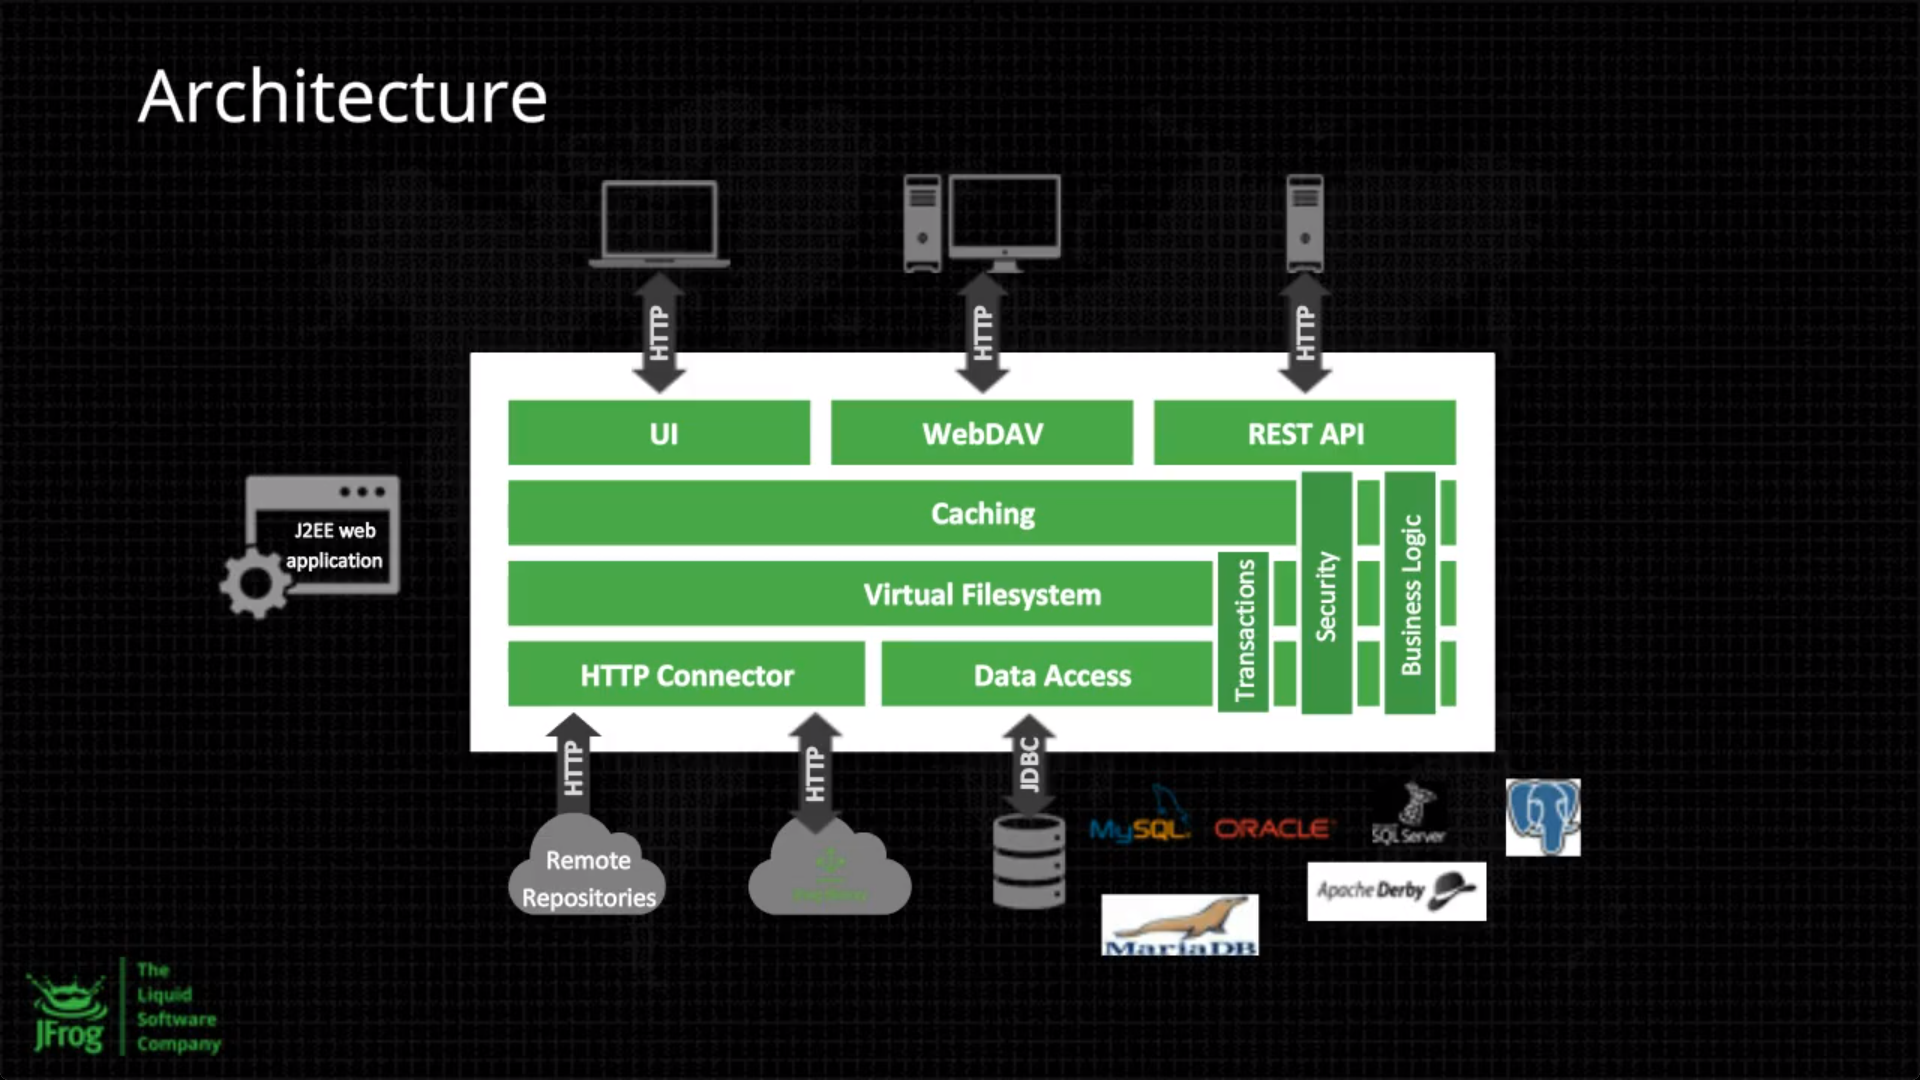 Architecture
HTTP
HTTP
HTTP
UI
WebDAV
REST API
Caching
J2EE web
application
Virtual Filesystem
Transactions
Security
Business Logic
HTTP Connector
Data Access
HTTP
HTTP
JDBC
Remote
Repositories
MySQL
ORACLE
SQL Server
Apache Derby
MariaDB
JFrog
The
Liquid
Software
Company